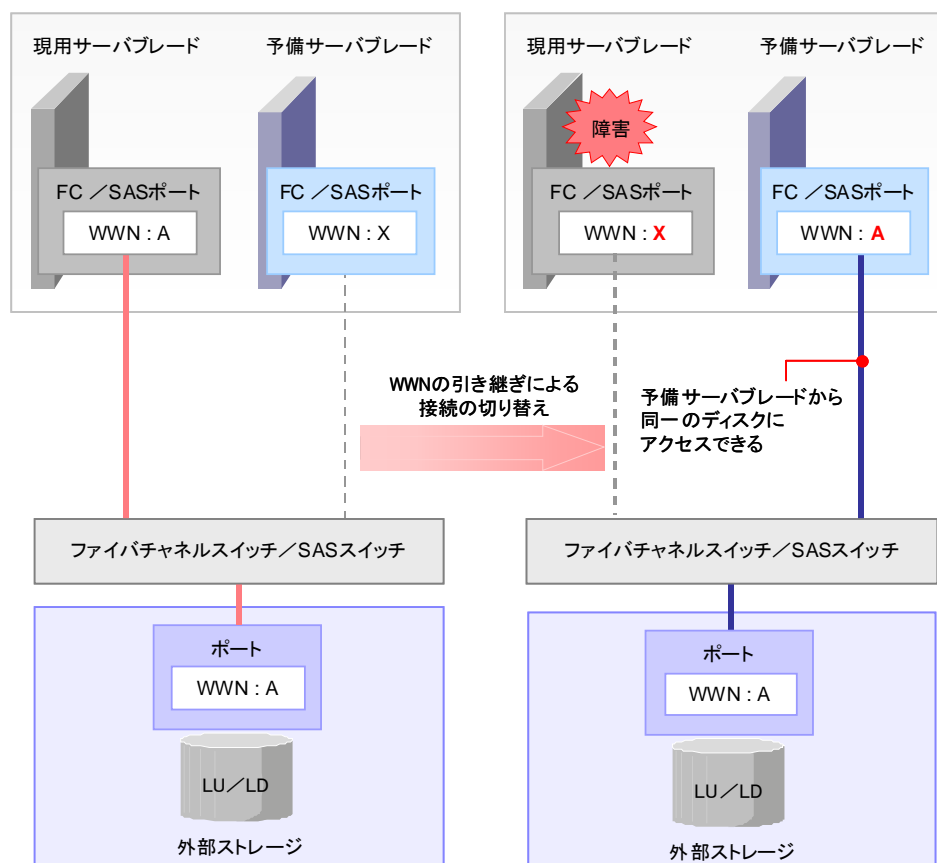 現用サーバブレード
予備サーバブレード
FC ／SASポート
WWN : A
FC ／SASポート
WWN : X
現用サーバブレード
予備サーバブレード
障害
FC ／SASポート
WWN : X
FC ／SASポート
WWN : A
WWNの引き継ぎによる
接続の切り替え
予備サーバブレードから
同一のディスクに
アクセスできる
ファイバチャネルスイッチ／SASスイッチ
ポート
WWN : A
LU／LD
外部ストレージ
ファイバチャネルスイッチ／SASスイッチ
ポート
WWN : A
LU／LD
外部ストレージ